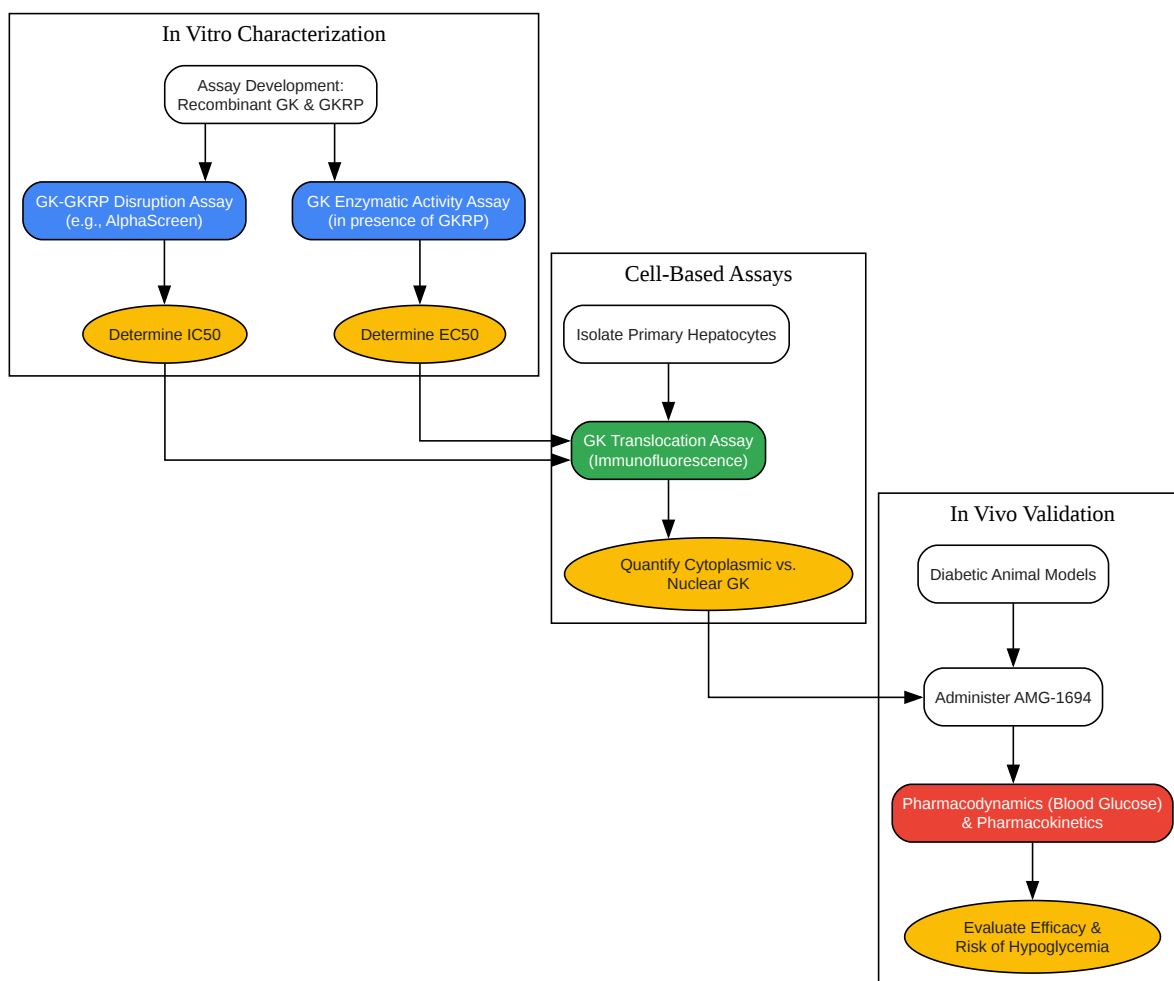 In Vitro Characterization
Assay Development:
Recombinant GK & GKRP
GK-GKRP Disruption Assay
(e.g., AlphaScreen)
GK Enzymatic Activity Assay
(in presence of GKRP)
Determine IC50
Determine EC50
Cell-Based Assays
Isolate Primary Hepatocytes
GK Translocation Assay
(Immunofluorescence)
Quantify Cytoplasmic vs.
Nuclear GK
In Vivo Validation
Diabetic Animal Models
Administer AMG-1694
Pharmacodynamics (Blood Glucose)
& Pharmacokinetics
Evaluate Efficacy &
Risk of Hypoglycemia